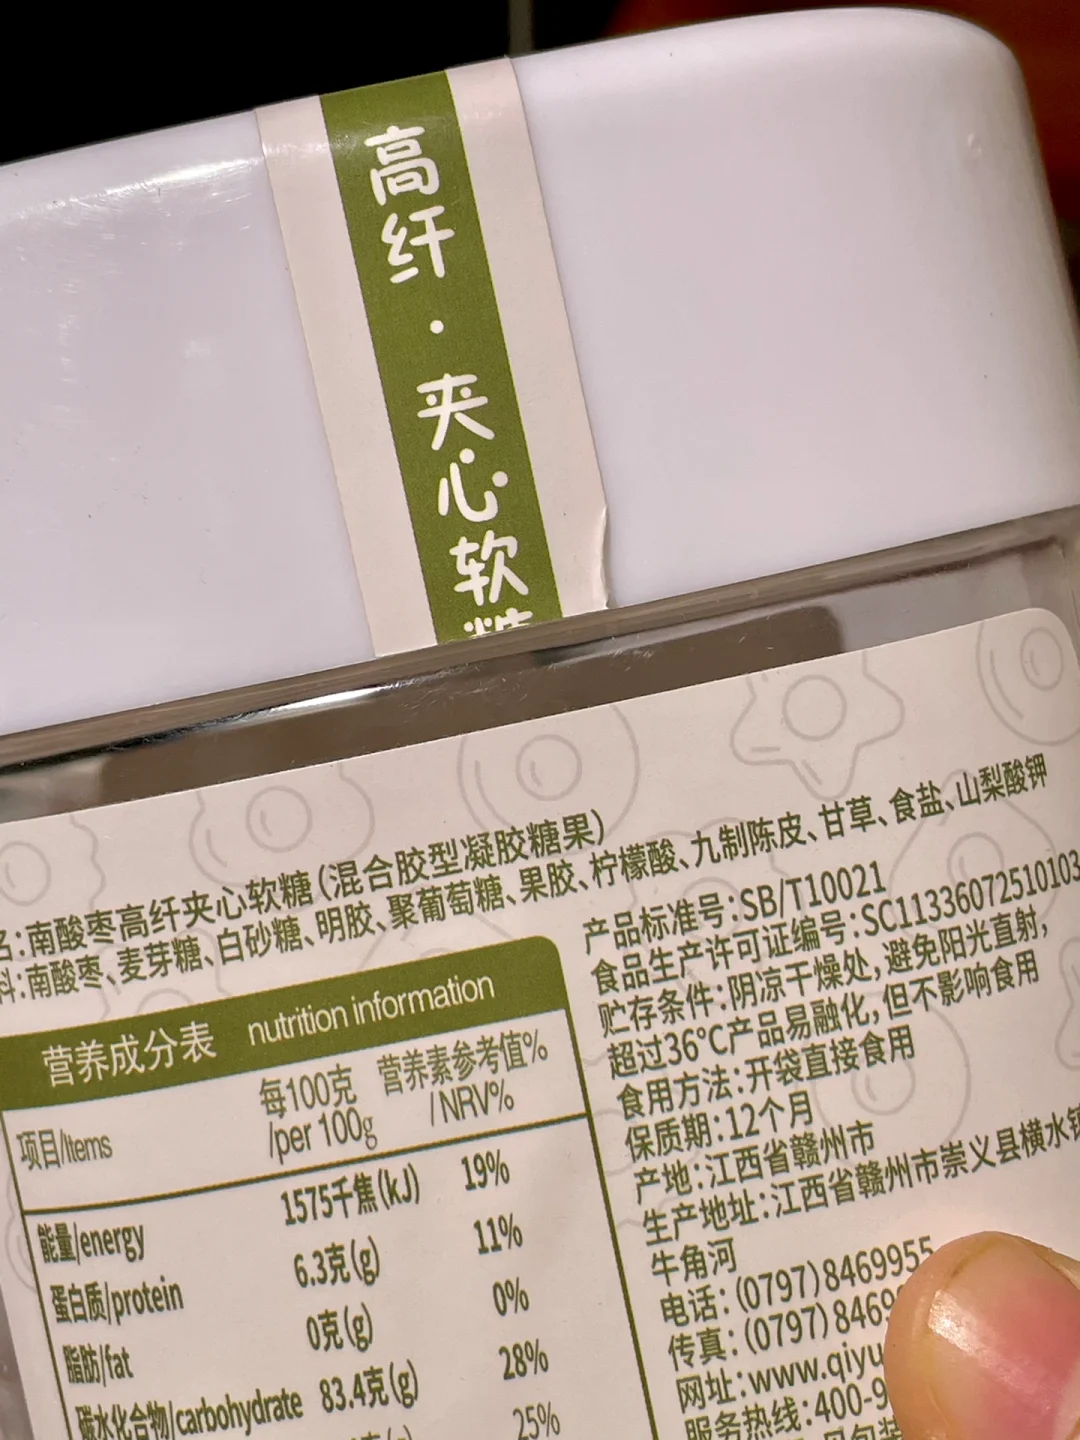 高纤·夹心软糖
名:南酸枣高纤夹心软糖(混合胶型凝胶糖果)
料:南酸枣、麦芽糖、白砂糖、明胶、聚葡萄糖、果胶、柠檬酸、九制陈皮、甘草、食盐、山梨酸钾
营养成分表 nutrition information
项目/Items 每100克/per 100g 营养素参考值%/NRV%
能量/energy 1575千焦(kJ) 19%
蛋白质/protein 6.3克(g) 11%
脂肪/fat 0克(g) 0%
碳水化合物/carbohydrate 83.4克(g) 28%
克(g) 25%
产品标准号:SB/T10021
食品生产许可证编号:SC11336072510103
贮存条件:阴凉干燥处,避免阳光直射,
超过36℃产品易融化,但不影响食用
食用方法:开袋直接食用
保质期:12个月
产地:江西省赣州市
生产地址:江西省赣州市崇义县横水镇
牛角河
电话:(0797)8469955
传真:(0797)8469
网址:www.qiyu
服务热线:400-9